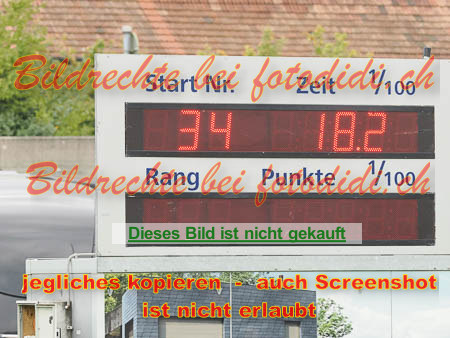 Bildrechte bei fotodidi.ch
Start Nr. Zeit 1/100
34 18.2
Bildrechte bei fotodidi.ch
Rang Punkte 1/100
Dieses Bild ist nicht gekauft
jegliches kopieren - auch Screenshot
ist nicht erlaubt